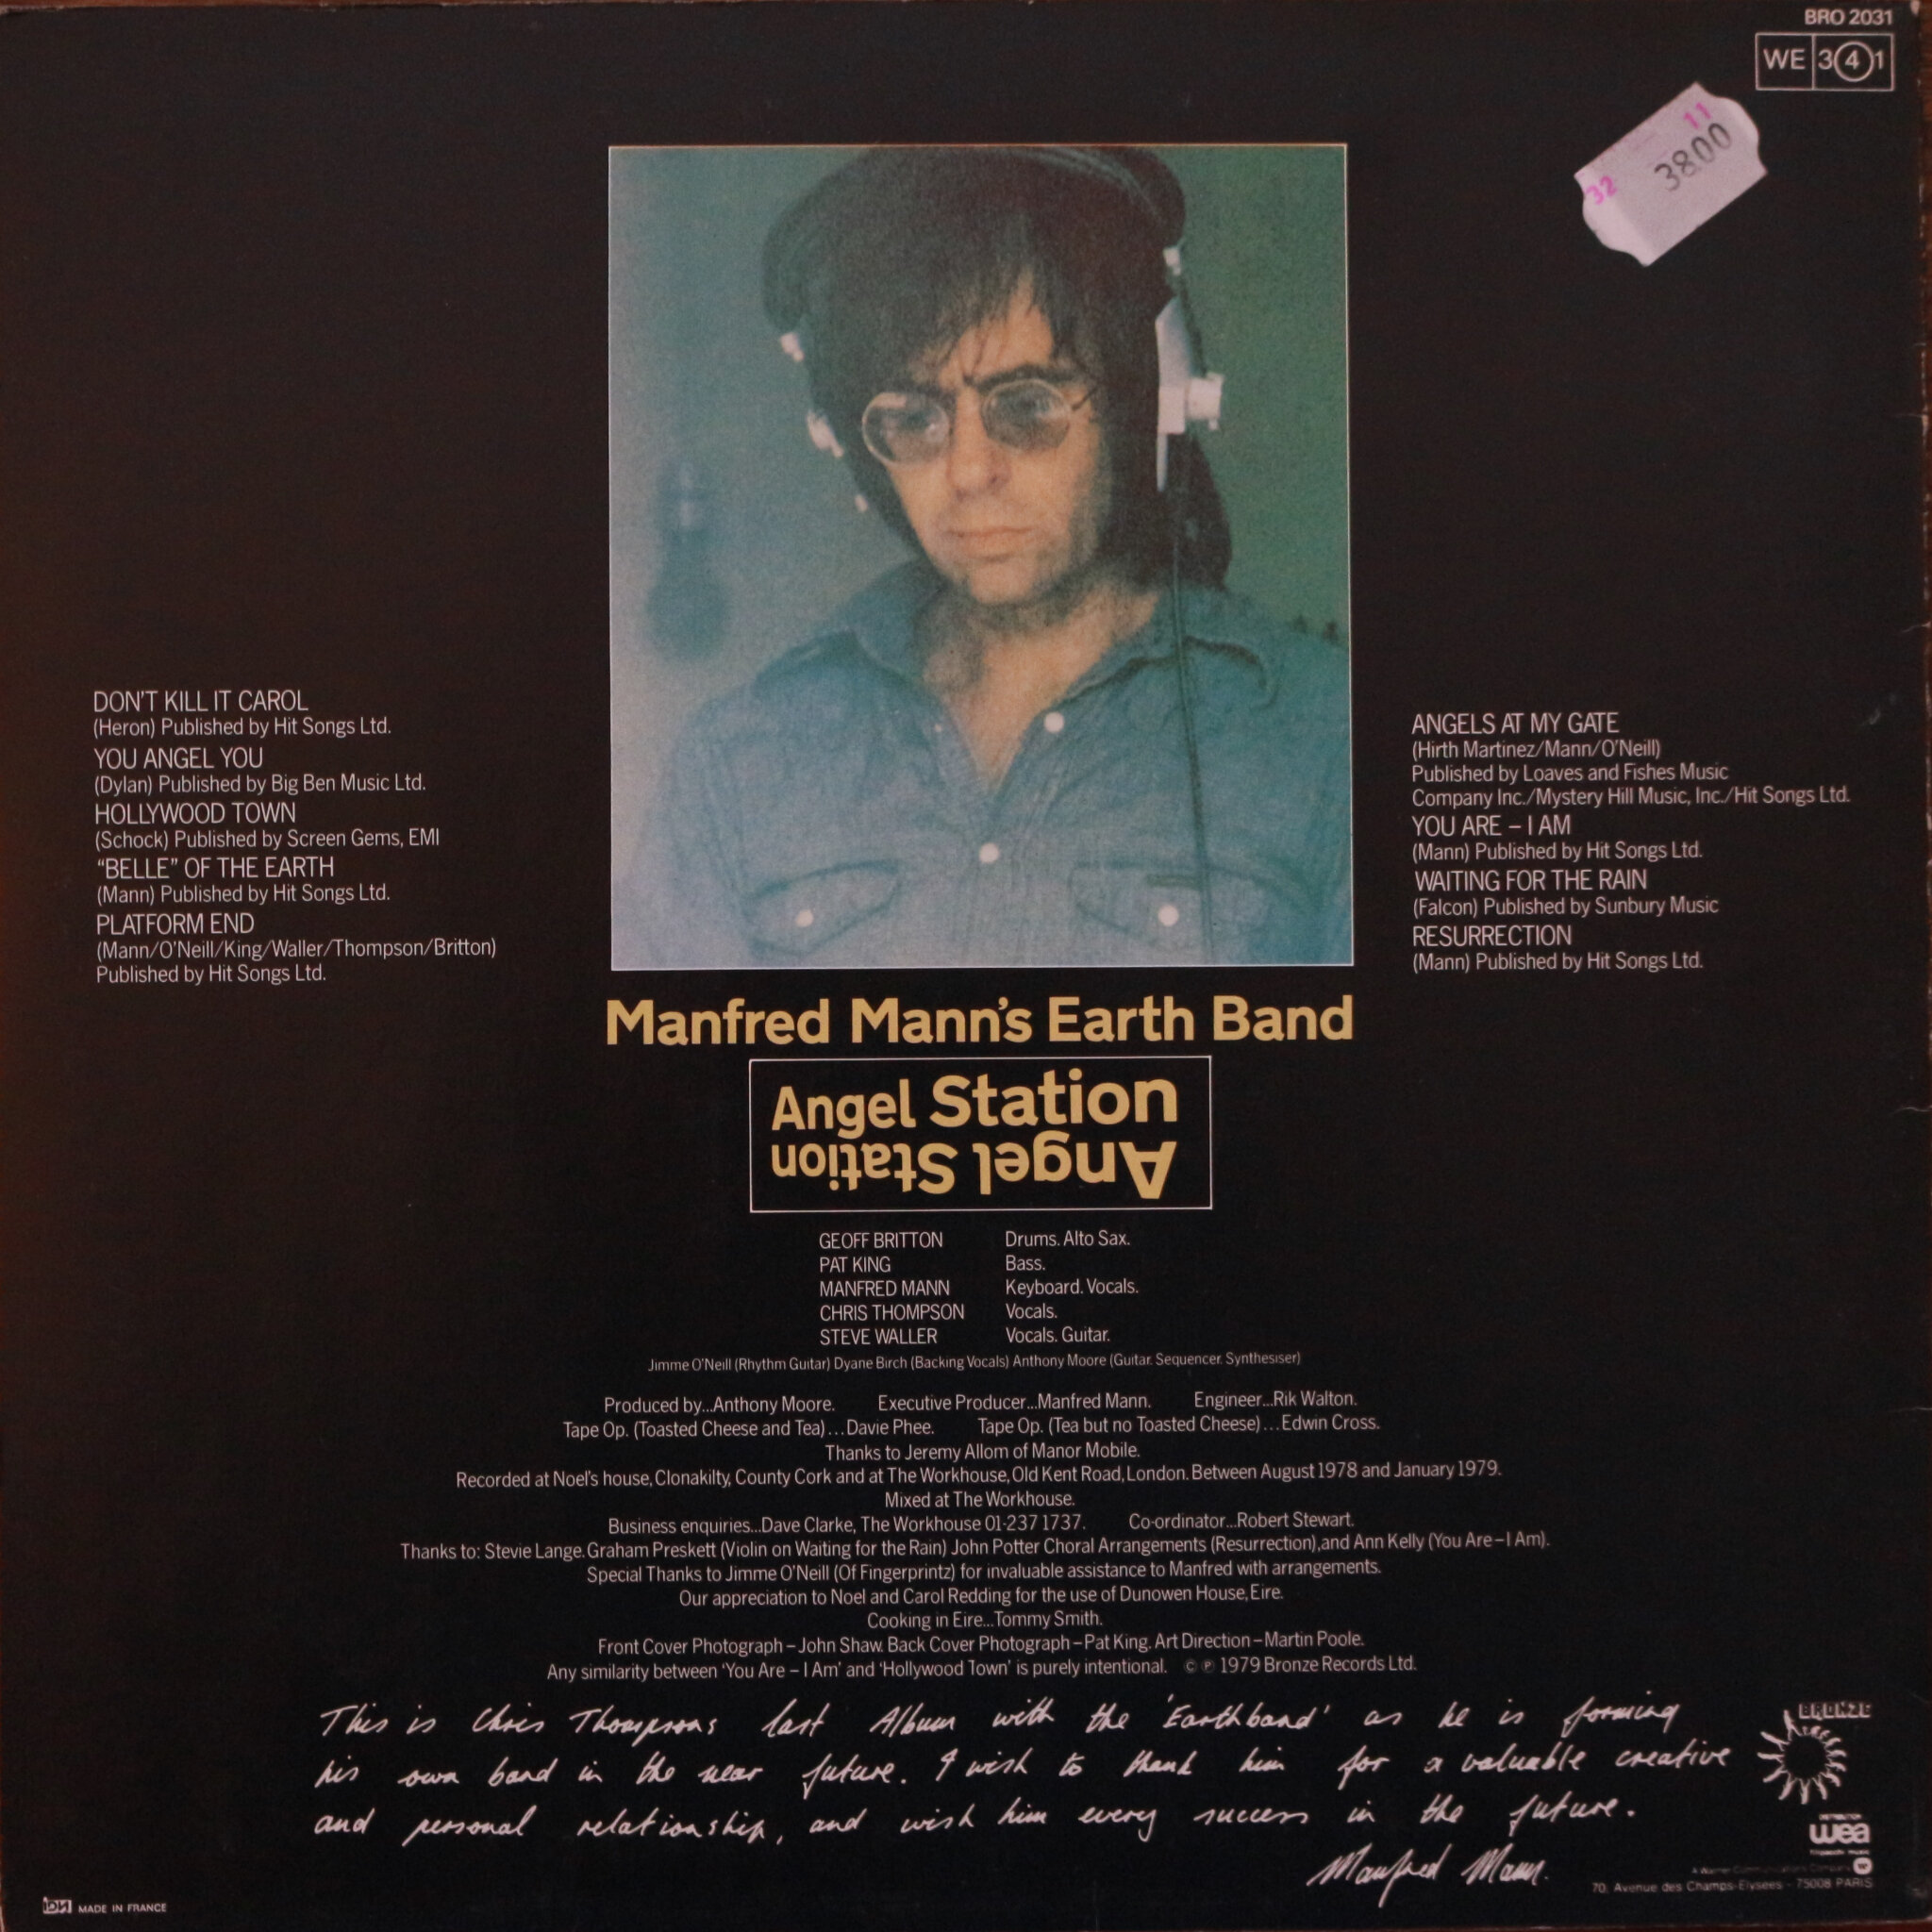 BRO 2031
WE 3 4 1
11
3800
32
DON'T KILL IT CAROL
(Heron) Published by Hit Songs Ltd.
YOU ANGEL YOU
(Dylan) Published by Big Ben Music Ltd.
HOLLYWOOD TOWN
(Schock) Published by Screen Gems, EMI
“BELLE” OF THE EARTH
(Mann) Published by Hit Songs Ltd.
PLATFORM END
(Mann/O'Neill/King/Waller/Thompson/Britton)
Published by Hit Songs Ltd.
ANGELS AT MY GATE
(Hirth Martinez/Mann/O'Neill)
Published by Loaves and Fishes Music
Company Inc./Mystery Hill Music, Inc./Hit Songs Ltd.
YOU ARE – I AM
(Mann) Published by Hit Songs Ltd.
WAITING FOR THE RAIN
(Falcon) Published by Sunbury Music
RESURRECTION
(Mann) Published by Hit Songs Ltd.
Manfred Mann's Earth Band
Angel Station
Angel Station
GEOFF BRITTON Drums. Alto Sax.
PAT KING Bass.
MANFRED MANN Keyboard. Vocals.
CHRIS THOMPSON Vocals.
STEVE WALLER Vocals. Guitar.
Jimme O'Neill (Rhythm Guitar) Dyane Birch (Backing Vocals) Anthony Moore (Guitar. Sequencer. Synthesiser)
Produced by...Anthony Moore. Executive Producer...Manfred Mann. Engineer...Rik Walton.
Tape Op. (Toasted Cheese and Tea)...Davie Phee. Tape Op. (Tea but no Toasted Cheese)...Edwin Cross.
Thanks to Jeremy Allom of Manor Mobile.
Recorded at Noel's house, Clonakilty, County Cork and at The Workhouse, Old Kent Road, London. Between August 1978 and January 1979.
Mixed at The Workhouse.
Business enquiries...Dave Clarke, The Workhouse 01-237 1737. Co-ordinator...Robert Stewart.
Thanks to: Stevie Lange. Graham Preskett (Violin on Waiting for the Rain) John Potter Choral Arrangements (Resurrection), and Ann Kelly (You Are – I Am).
Special Thanks to Jimme O'Neill (Of Fingerprintz) for invaluable assistance to Manfred with arrangements.
Our appreciation to Noel and Carol Redding for the use of Dunowen House, Eire.
Cooking in Eire...Tommy Smith.
Front Cover Photograph – John Shaw. Back Cover Photograph – Pat King. Art Direction – Martin Poole.
Any similarity between 'You Are – I Am' and 'Hollywood Town' is purely intentional. © ℗ 1979 Bronze Records Ltd.
This is Chris Thompsons last Album with the 'Earthband' as he is forming
his own band in the near future. I wish to thank him for a valuable creative
and personal relationship, and wish him every success in the future.
Manfred Mann.
BRONZE
DISTRIBUTION
wea
A Warner Communications Company
70, Avenue des Champs-Elysees - 75008 PARIS
IDN MADE IN FRANCE